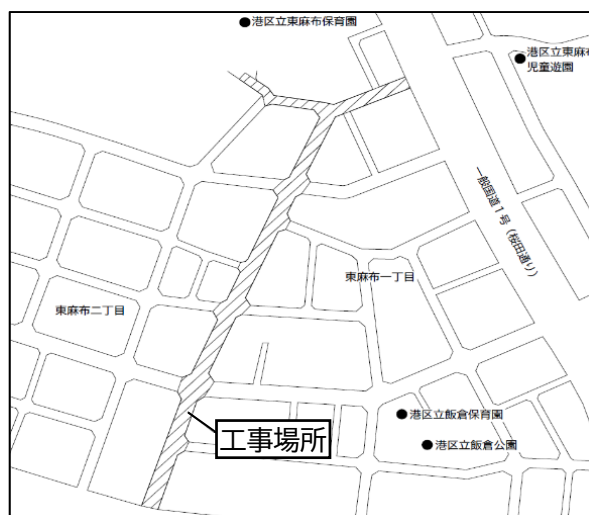 港区立東麻布保育園
港区立東麻布
児童遊園
一般国道1号（桜田通り）
東麻布一丁目
東麻布二丁目
港区立飯倉保育園
工事場所
港区立飯倉公園